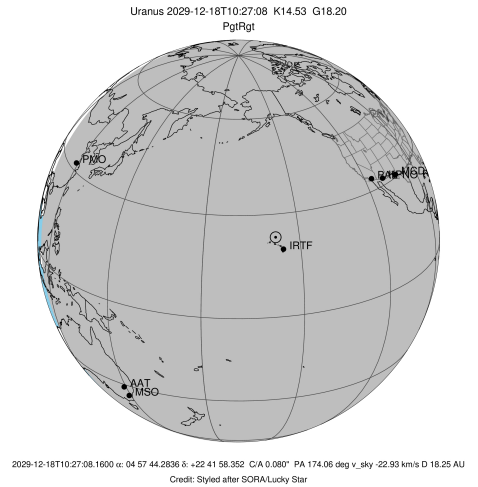 Uranus 2029-12-18T10:27:08 K14.53 G18.20
PgtRgt
PMO
IRTF
AAT
MSO
2029-12-18T10:27:08.1600 α: 04 57 44.2836 δ: +22 41 58.352 C/A 0.080" PA 174.06 deg v_sky -22.93 km/s D 18.25 AU
Credit: Styled after SORA/Lucky Star